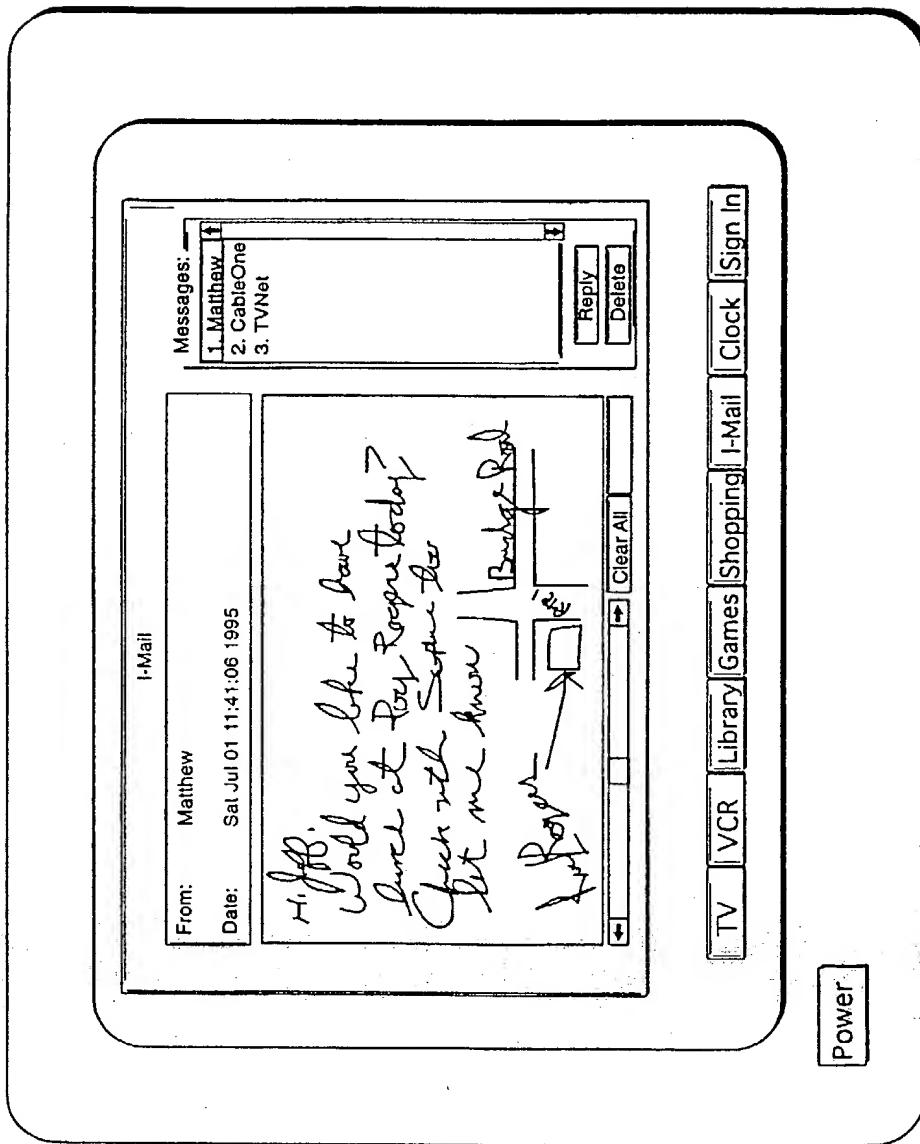 I-Mail
From: Matthew
Date: Sat Jul 01 11:41:06 1995
Messages:
1. Matthew
2. CableOne
3. TVNet
Reply
Delete
Hi Jeff.
Would you like to have
lunch at Roy Rogers today?
Check with
let me know
Roy Rogers
Road
Clear All
TV
VCR
Library
Games
Shopping
I-Mail
Clock
Sign In
Power